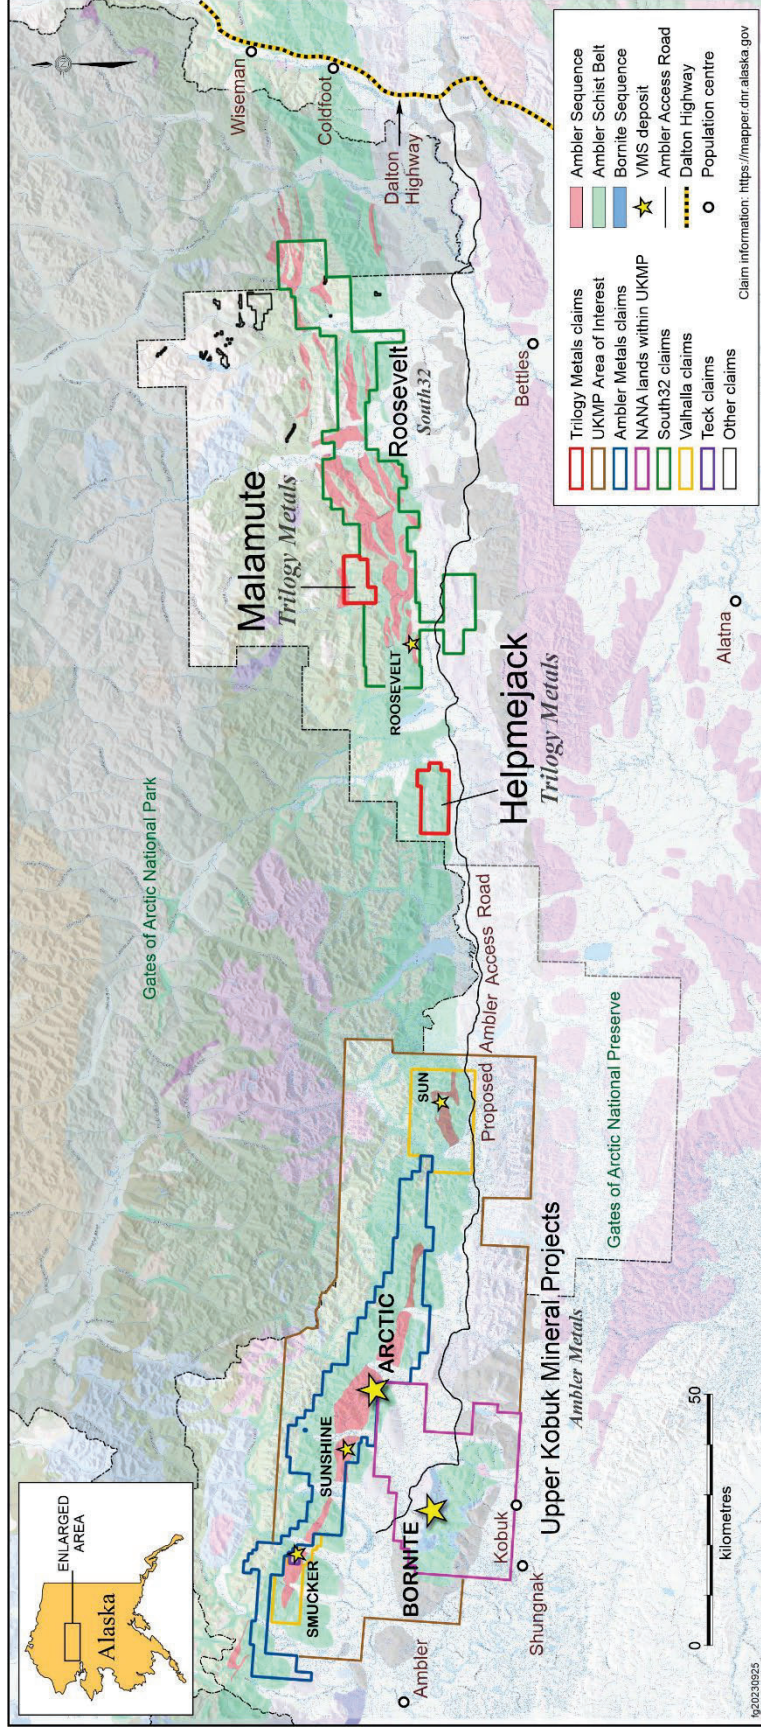 ENLARGED
AREA
Alaska
Gates of Arctic National Park
Wiseman
Coldfoot
Dalton
Highway
Malamute
Trilogy Metals
Roosevelt
South32
ROOSEVELT
Helpmejack
Trilogy Metals
Bettles
Alatna
SMUCKER
SUNSHINE
ARCTIC
SUN
BORNITE
Ambler
Kobuk
Shungnak
Proposed Ambler Access Road
Upper Kobuk Mineral Projects
Ambler Metals
Gates of Arctic National Preserve
0
50
kilometres
fg20230925
Trilogy Metals claims
UKMP Area of Interest
Ambler Metals claims
NANA lands within UKMP
South32 claims
Valhalla claims
Teck claims
Other claims
Ambler Sequence
Ambler Schist Belt
Bornite Sequence
VMS deposit
Ambler Access Road
Dalton Highway
Population centre
Claim information: https://mapper.dnr.alaska.gov